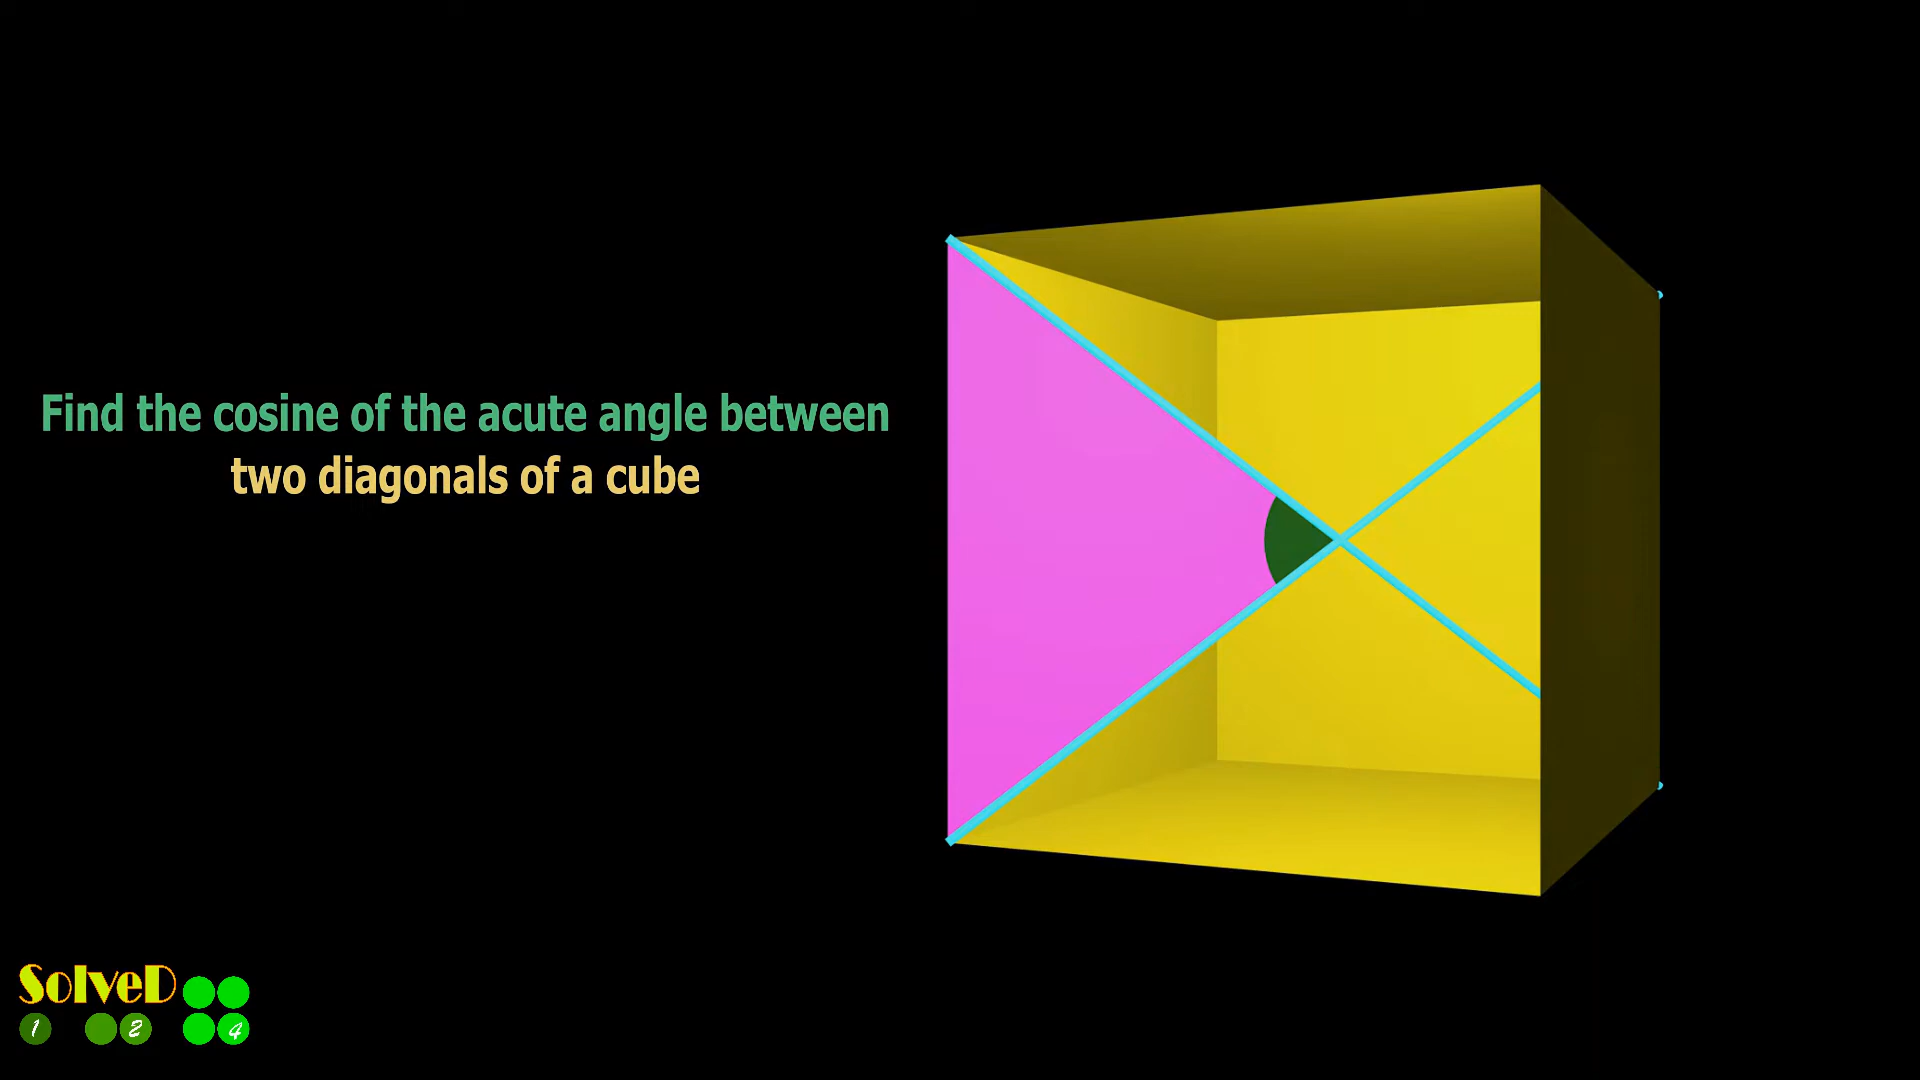 Find the cosine of the acute angle between
two diagonals of a cube
SolveD
1 2 4